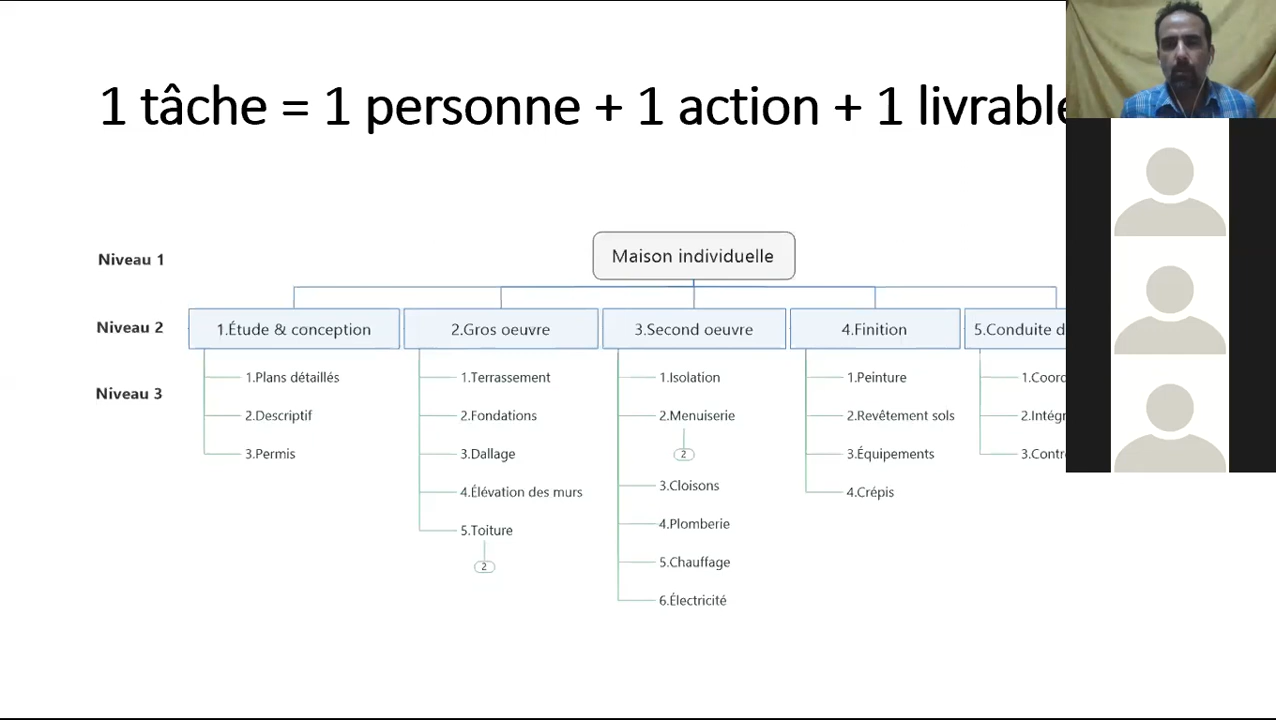 1 tâche = 1 personne + 1 action + 1 livrable
Maison individuelle
Niveau 1
Niveau 2
1.Étude & conception
2.Gros oeuvre
3.Second oeuvre
4.Finition
5.Conduite
Niveau 3
1.Plans détaillés
2.Descriptif
3.Permis
1.Terrassement
2.Fondations
3.Dallage
4.Élévation des murs
5.Toiture
2
1.Isolation
2.Menuiserie
2
3.Cloisons
4.Plomberie
5.Chauffage
6.Électricité
1.Peinture
2.Revêtement sols
3.Équipements
4.Crépis